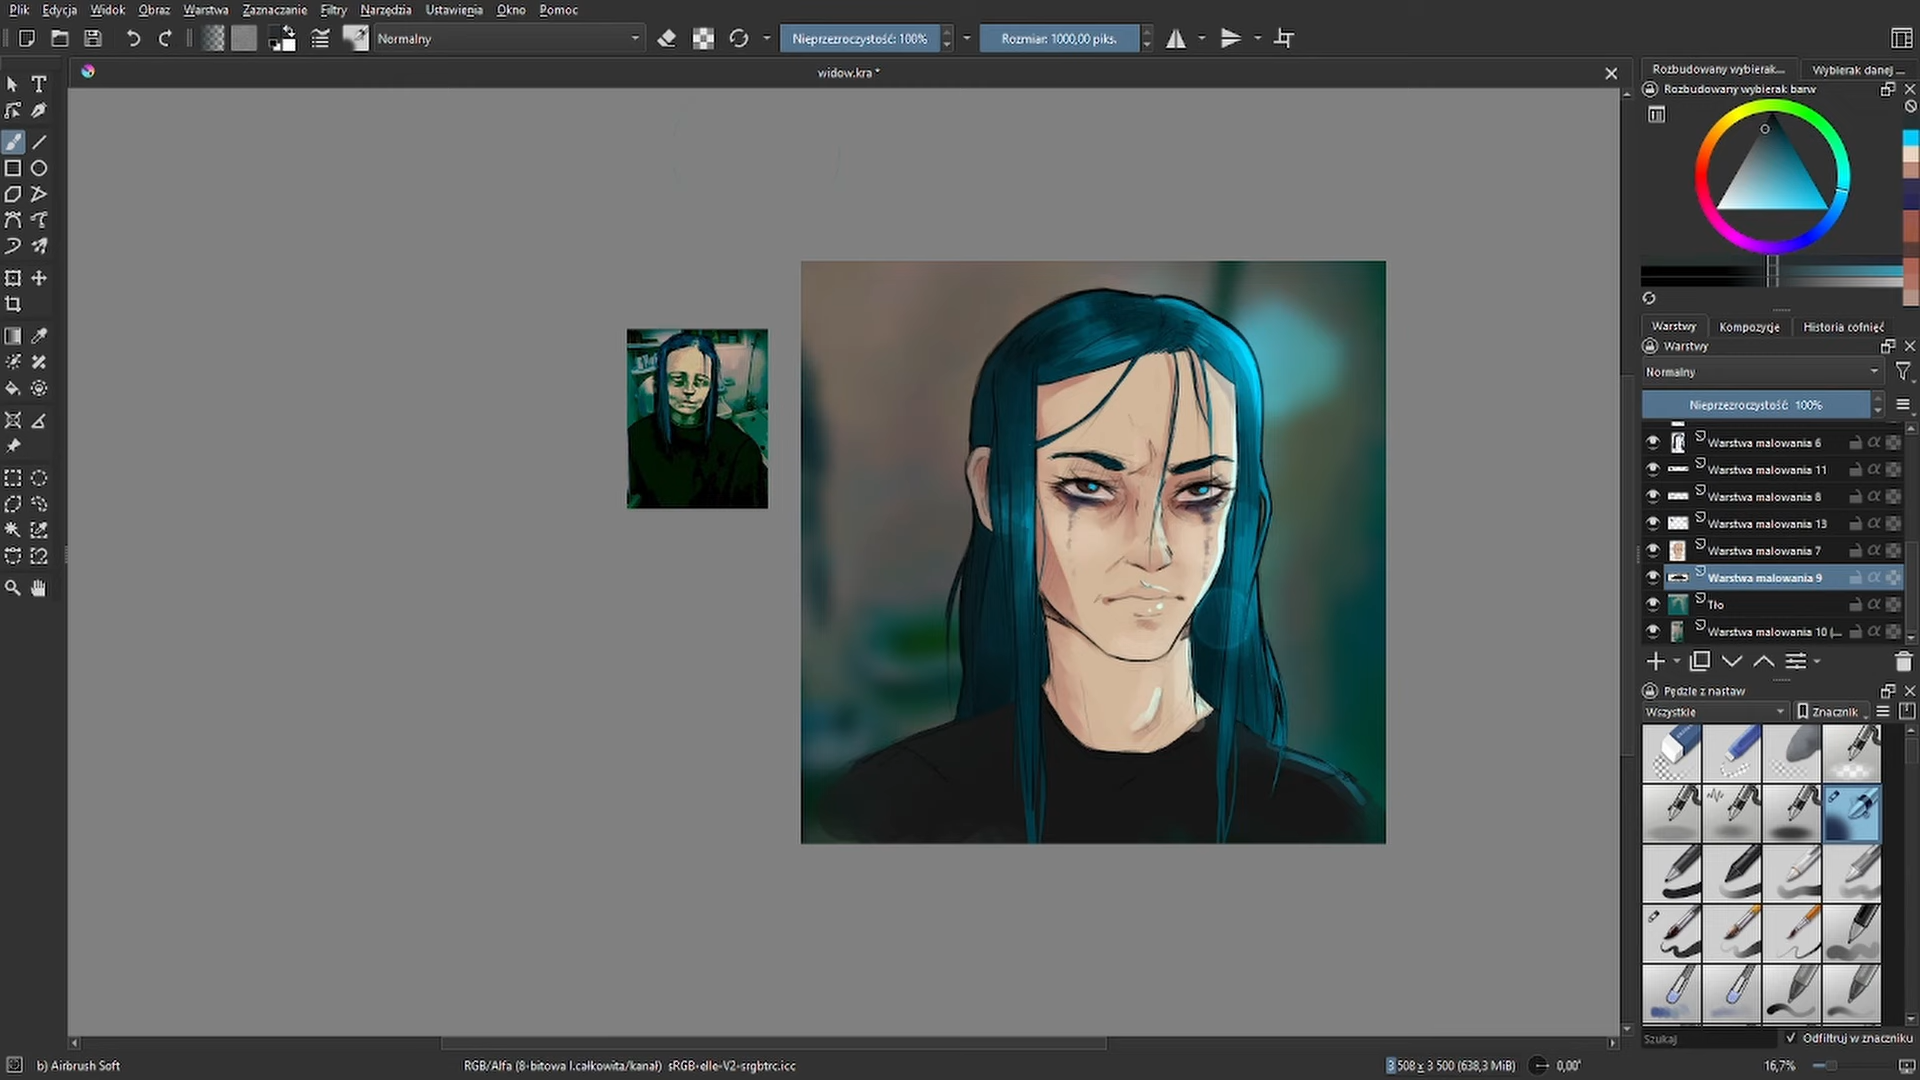 Plik Edycja Widok Obraz Warstwa Zaznaczanie Filtry Narzędzia Ustawienia Okno Pomoc
Normalny
Nieprzezroczystość: 100%
Rozmiar: 1000,00 piks.
widow.kra *
Rozbudowany wybierak...
Wybierak danej ...
Rozbudowany wybierak barw
Warstwy
Kompozycje
Historia cofnięć
Warstwy
Normalny
Nieprzezroczystość: 100%
Warstwa malowania 6
Warstwa malowania 11
Warstwa malowania 8
Warstwa malowania 13
Warstwa malowania 7
Warstwa malowania 9
Tło
Warstwa malowania 10 (...
Pędzle z nastaw
Wszystkie
Znacznik
Szukaj
Odfiltruj w znaczniku
b) Airbrush Soft
RGB/Alfa (8-bitowa l.całkowita/kanał) sRGB-elle-V2-srgbtrc.icc
3 508 x 3 500 (638,3 MiB)
0,00°
16,7%